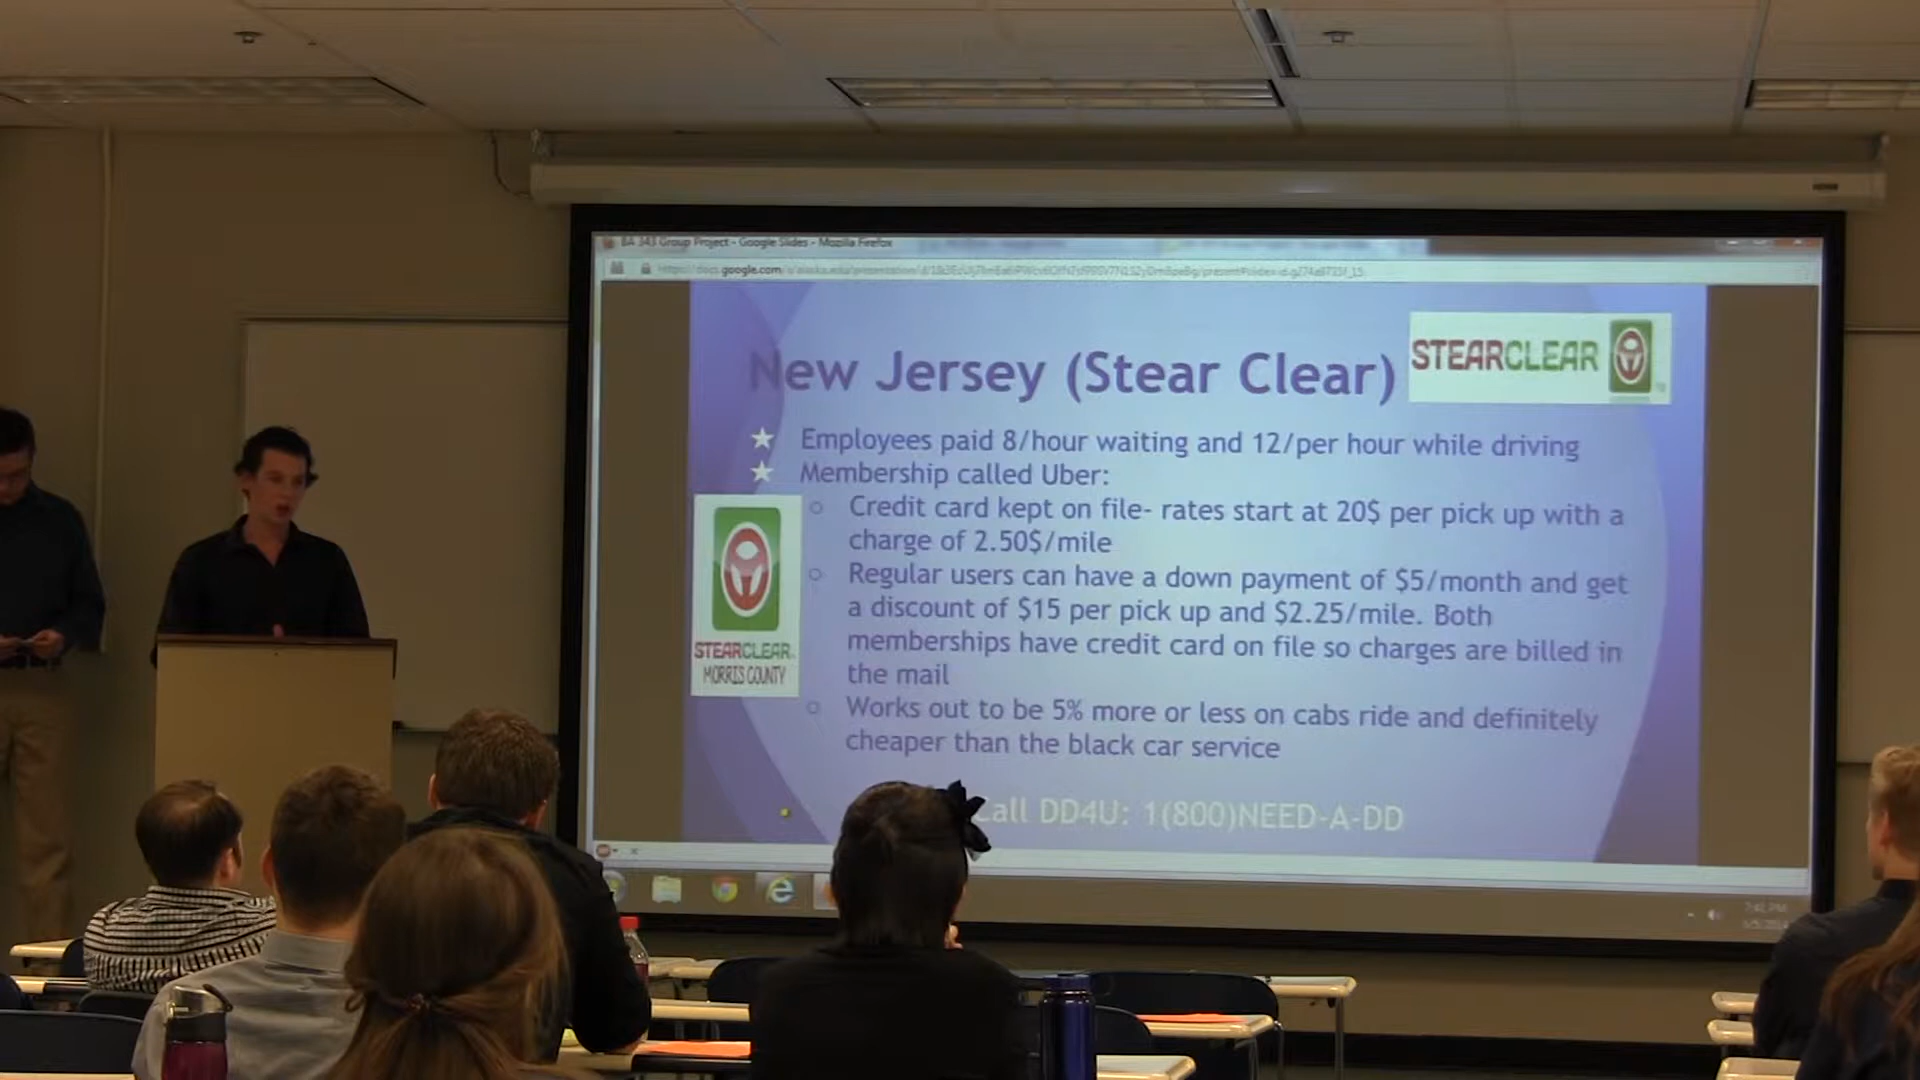 BA 343 Group Project - Google Slides - Mozilla Firefox
New Jersey (Stear Clear)
STEARCLEAR
Employees paid 8/hour waiting and 12/per hour while driving
Membership called Uber:
Credit card kept on file- rates start at 20$ per pick up with a
charge of 2.50$/mile
Regular users can have a down payment of $5/month and get
a discount of $15 per pick up and $2.25/mile. Both
memberships have credit card on file so charges are billed in
the mail
Works out to be 5% more or less on cabs ride and definitely
cheaper than the black car service
STEARCLEAR
MORRIS COUNTY
Call DD4U: 1(800)NEED-A-DD